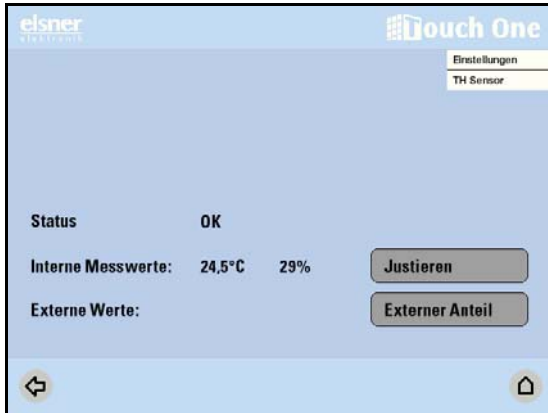 elsner
elektronik
Touch One
Einstellungen
TH Sensor
Status OK
Interne Messwerte: 24,5°C 29% Justieren
Externe Werte: Externer Anteil